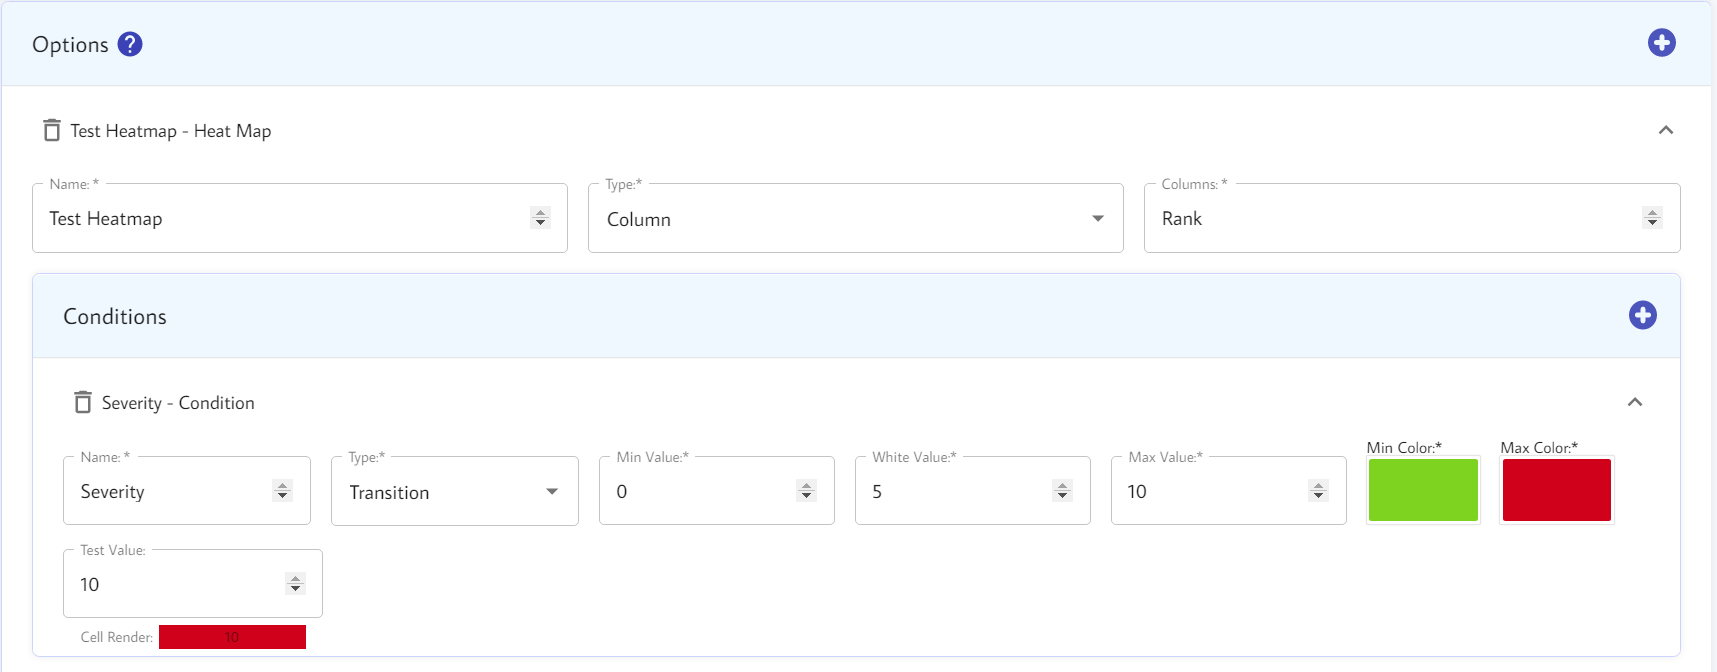 Options ?
Test Heatmap - Heat Map
Name: * Type:* Columns: *
Test Heatmap Column Rank
Conditions
Severity - Condition
Name: * Type:* Min Value:* White Value:* Max Value:* Min Color:* Max Color:*
Severity Transition 0 5 10
Test Value:
10
Cell Render: 10